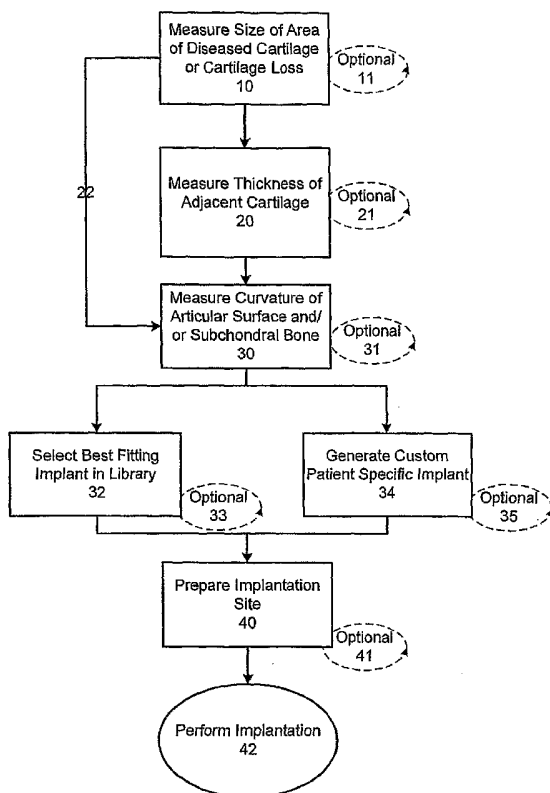 Measure Size of Area
of Diseased Cartilage
or Cartilage Loss
10
Optional
11
22
Measure Thickness of
Adjacent Cartilage
20
Optional
21
Measure Curvature of
Articular Surface and/
or Subchondral Bone
30
Optional
31
Select Best Fitting
Implant in Library
32
Optional
33
Generate Custom
Patient Specific Implant
34
Optional
35
Prepare Implantation
Site
40
Optional
41
Perform Implantation
42